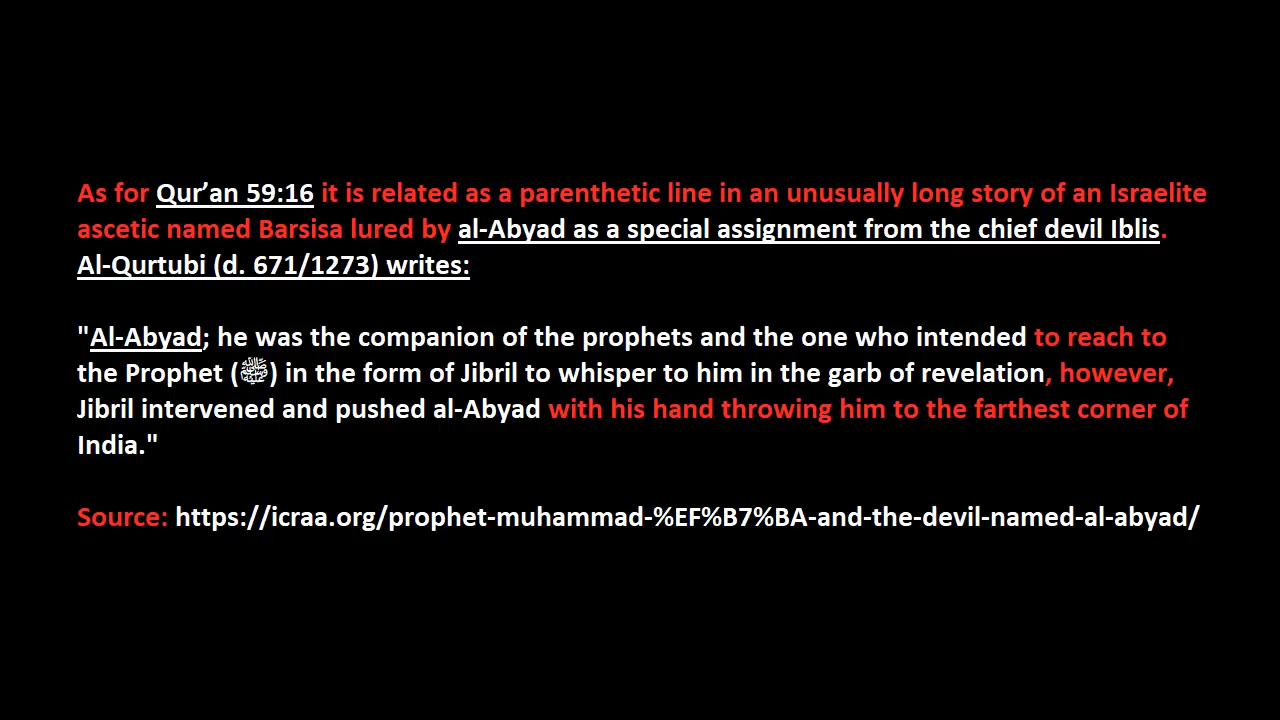 As for Qur’an 59:16 it is related as a parenthetic line in an unusually long story of an Israelite
ascetic named Barsisa lured by al-Abyad as a special assignment from the chief devil Iblis.
Al-Qurtubi (d. 671/1273) writes:
"Al-Abyad; he was the companion of the prophets and the one who intended to reach to
the Prophet (ﷺ) in the form of Jibril to whisper to him in the garb of revelation, however,
Jibril intervened and pushed al-Abyad with his hand throwing him to the farthest corner of
India."
Source: https://icraa.org/prophet-muhammad-%EF%B7%BA-and-the-devil-named-al-abyad/